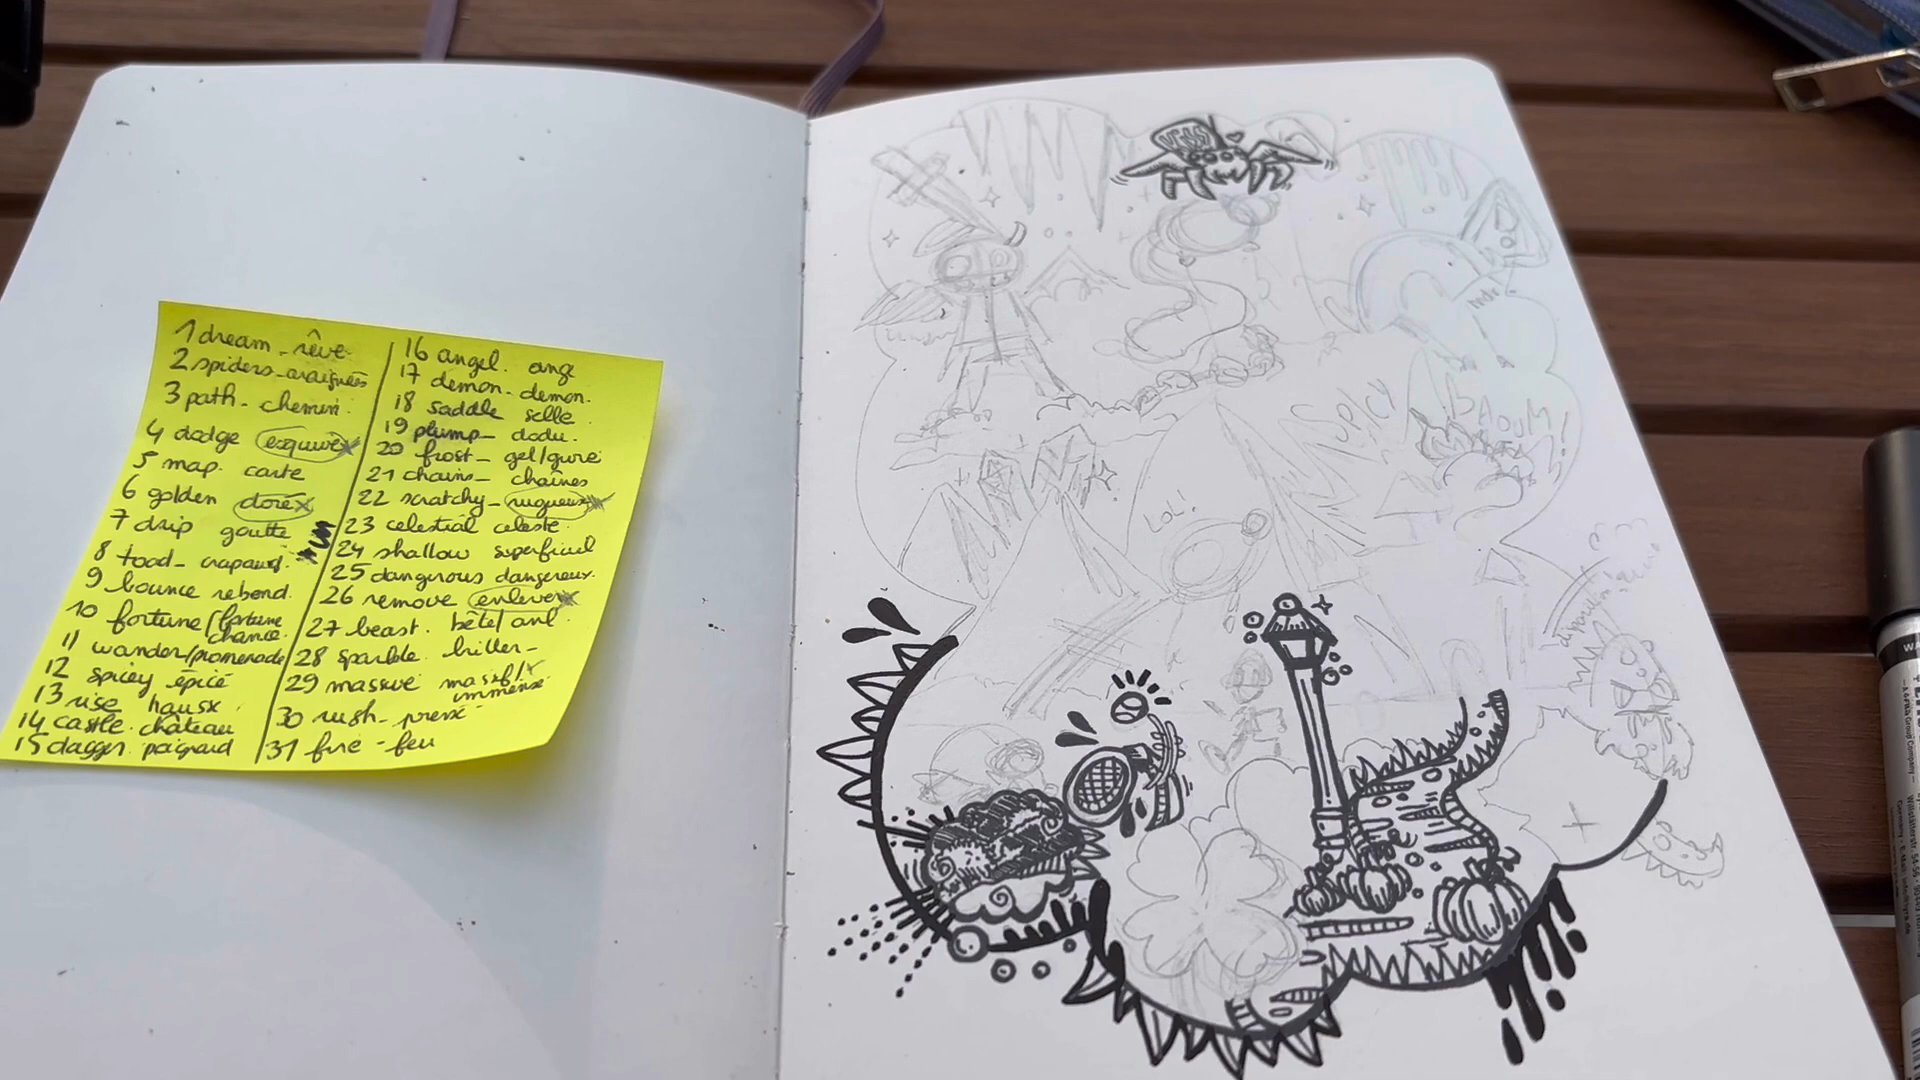 1 dream - rêve
2 spiders - araignées
3 path - chemin.
4 dodge esquive
5 map. carte
6 golden doré
7 drip goutte
8 toad - crapaud.
9 bounce rebond.
10 fortune/fortune
chance.
11 wander/promenade
12 spicey épicé
13 rise hausse
14 castle. château
15 dagger. poignard
16 angel. ange
17 demon - demon.
18 saddle selle
19 plump - dodu.
20 frost - gel/givre
21 chains - chaînes
22 scratchy - rugueux
23 celestial celeste
24 shallow superficiel
25 dangerous dangereux.
26 remove enlever
27 beast. bête/anl.
28 sparkle. briller -
29 massive massif/
immense
30 rush - pressé
31 fire - feu
SPICY
BAOUM!
LOL!